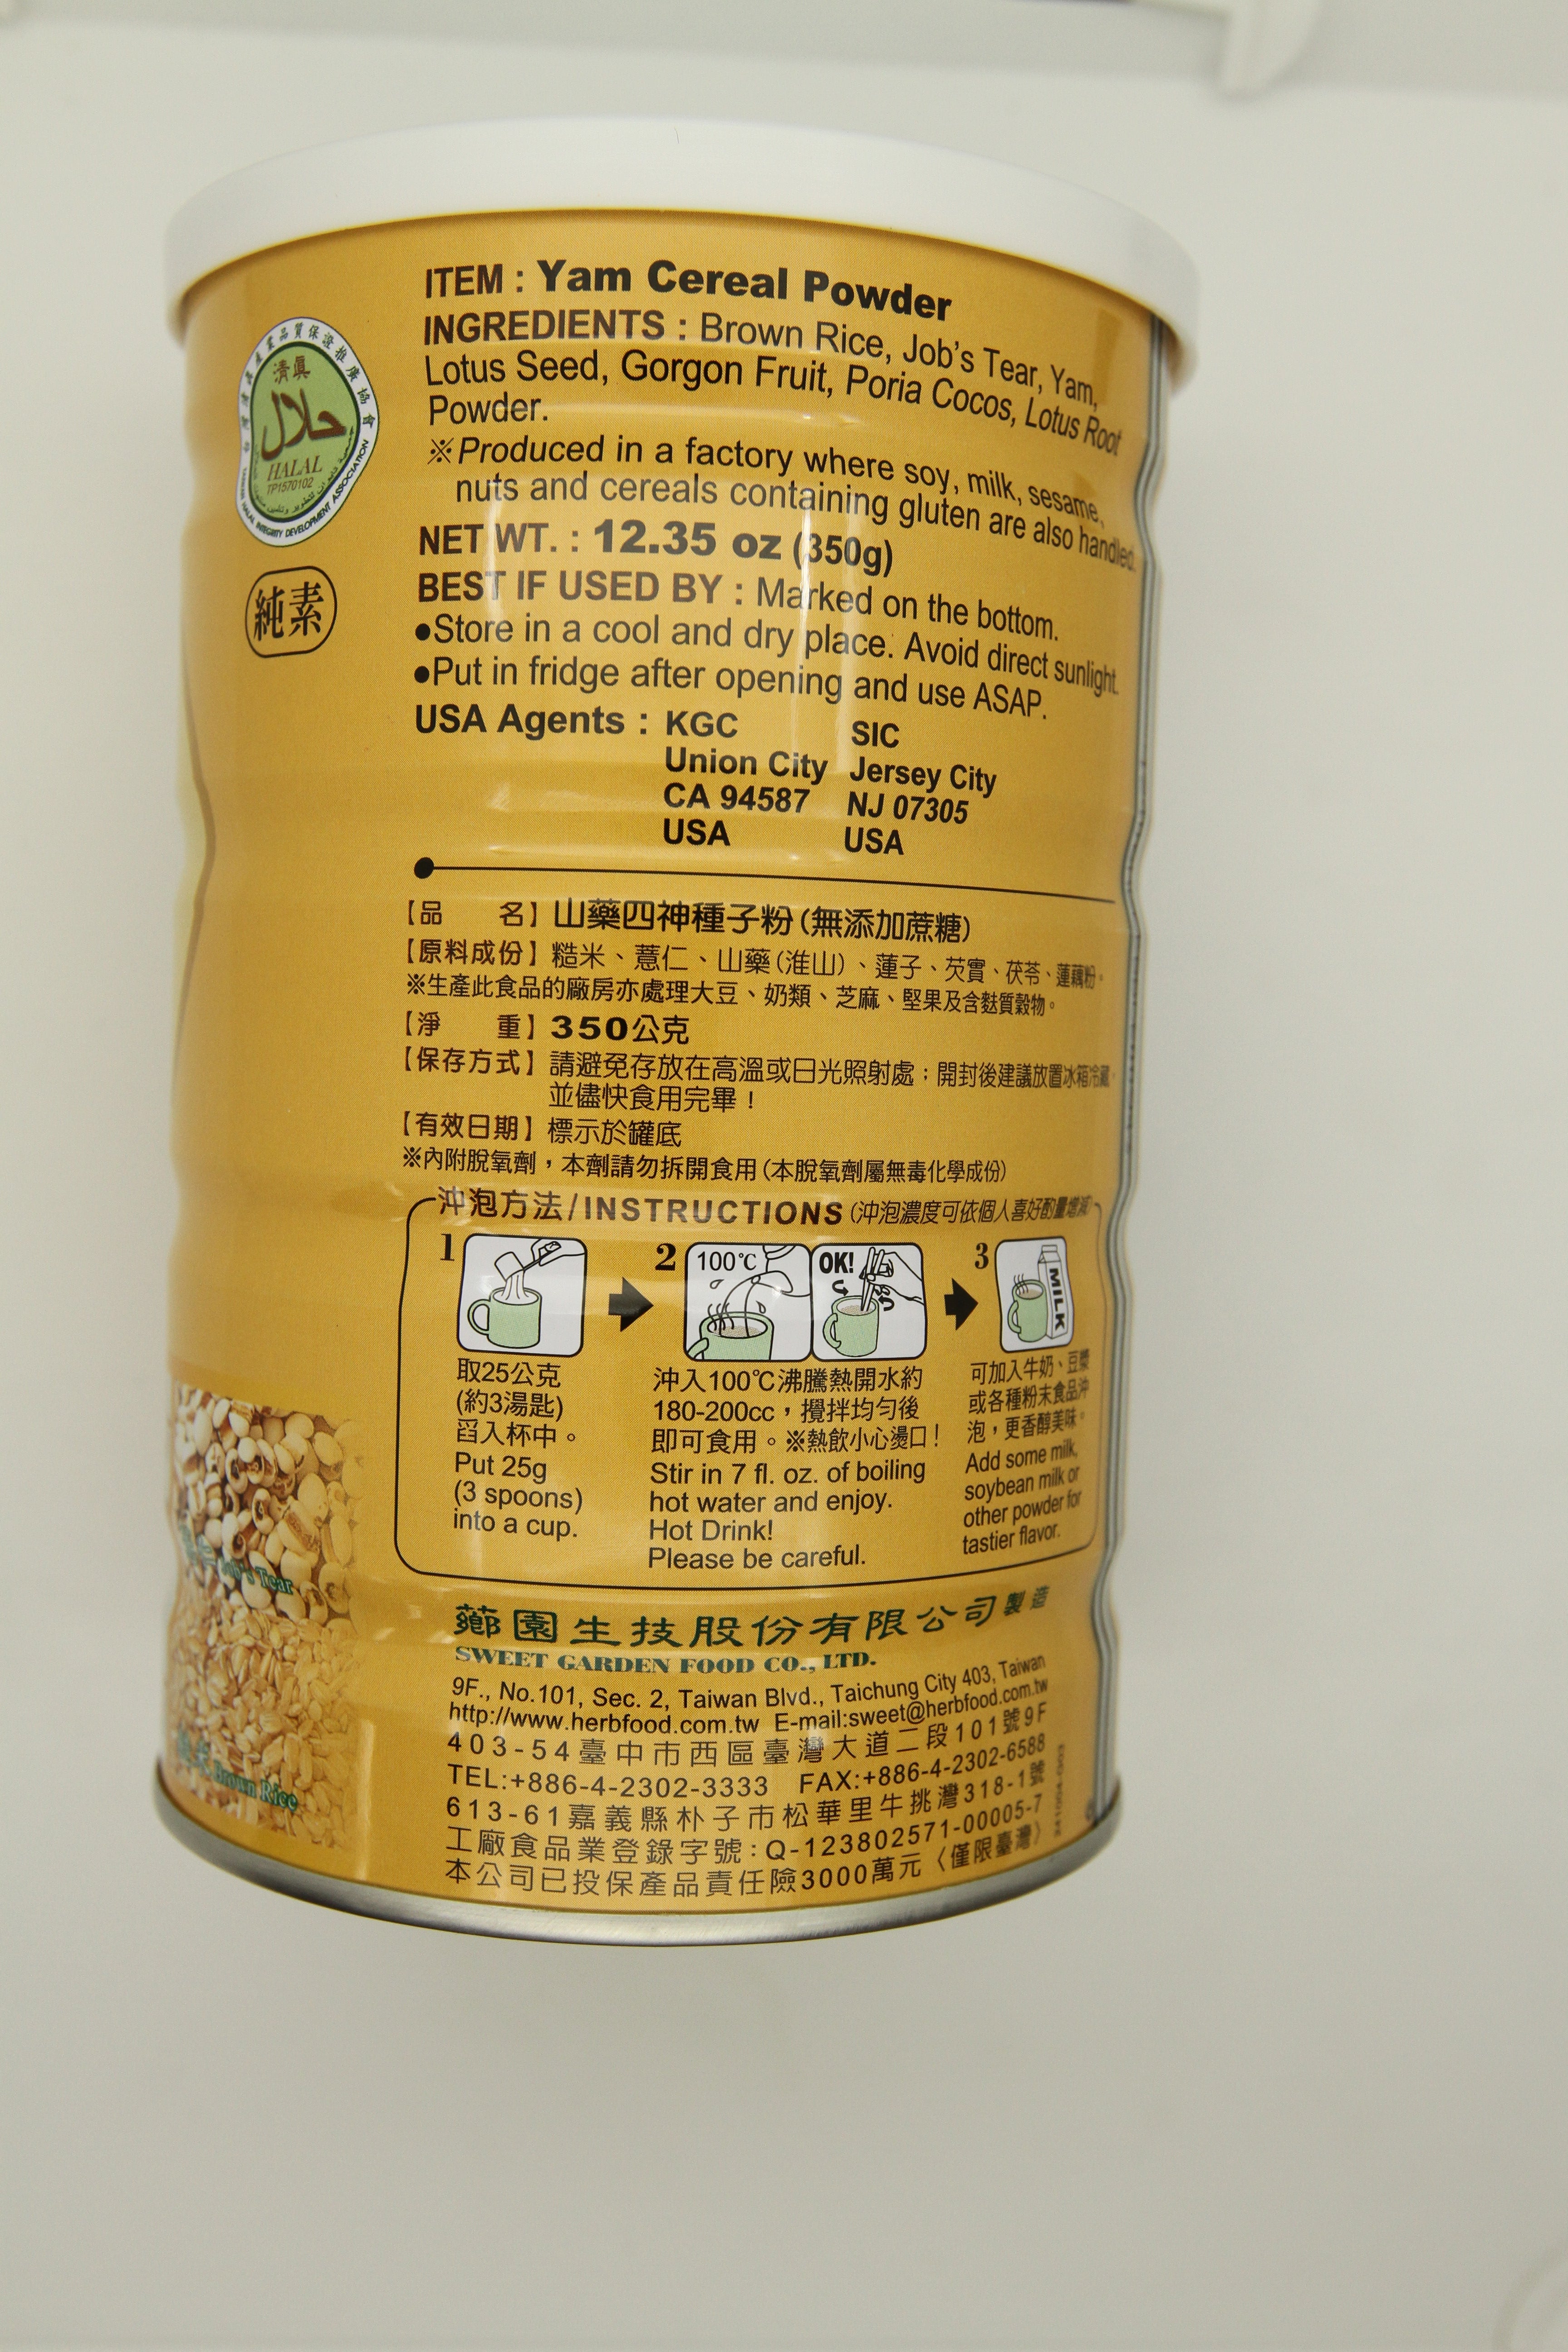 ITEM : Yam Cereal Powder
INGREDIENTS : Brown Rice, Job's Tear, Yam,
Lotus Seed, Gorgon Fruit, Poria Cocos, Lotus Root
Powder.
※Produced in a factory where soy, milk, sesame,
nuts and cereals containing gluten are also handled.
NET WT. : 12.35 oz (350g)
BEST IF USED BY : Marked on the bottom.
●Store in a cool and dry place. Avoid direct sunlight.
●Put in fridge after opening and use ASAP.
USA Agents : KGC SIC
Union City Jersey City
CA 94587 NJ 07305
USA USA
清真
حلال
HALAL
TP1570102
HALAL INTEGRITY DEVELOPMENT ASSOCIATION
純素
【品 名】山藥四神種子粉(無添加蔗糖)
【原料成份】糙米、薏仁、山藥(淮山)、蓮子、芡實、茯苓、蓮藕粉。
※生產此食品的廠房亦處理大豆、奶類、芝麻、堅果及含麩質穀物。
【淨 重】350公克
【保存方式】請避免存放在高溫或日光照射處；開封後建議放置冰箱冷藏，
並儘快食用完畢！
【有效日期】標示於罐底
※內附脫氧劑，本劑請勿拆開食用(本脫氧劑屬無毒化學成份)
沖泡方法/INSTRUCTIONS (沖泡濃度可依個人喜好酌量增減)
1
2
100℃
OK!
3
MILK
取25公克
(約3湯匙)
舀入杯中。
Put 25g
(3 spoons)
into a cup.
沖入100℃沸騰熱開水約
180-200cc，攪拌均勻後
即可食用。※熱飲小心燙口！
Stir in 7 fl. oz. of boiling
hot water and enjoy.
Hot Drink!
Please be careful.
可加入牛奶、豆漿
或各種粉末食品沖
泡，更香醇美味。
Add some milk,
soybean milk or
other powder for
tastier flavor.
Job's Tear
Brown Rice
薌園生技股份有限公司製造
SWEET GARDEN FOOD CO., LTD.
9F., No.101, Sec. 2, Taiwan Blvd., Taichung City 403, Taiwan
http://www.herbfood.com.tw E-mail:sweet@herbfood.com.tw
403-54臺中市西區臺灣大道二段101號9F
TEL:+886-4-2302-3333 FAX:+886-4-2302-6588
613-61嘉義縣朴子市松華里牛挑灣318-1號
工廠食品業登錄字號:Q-123802571-00005-7
本公司已投保產品責任險3000萬元〈僅限臺灣〉